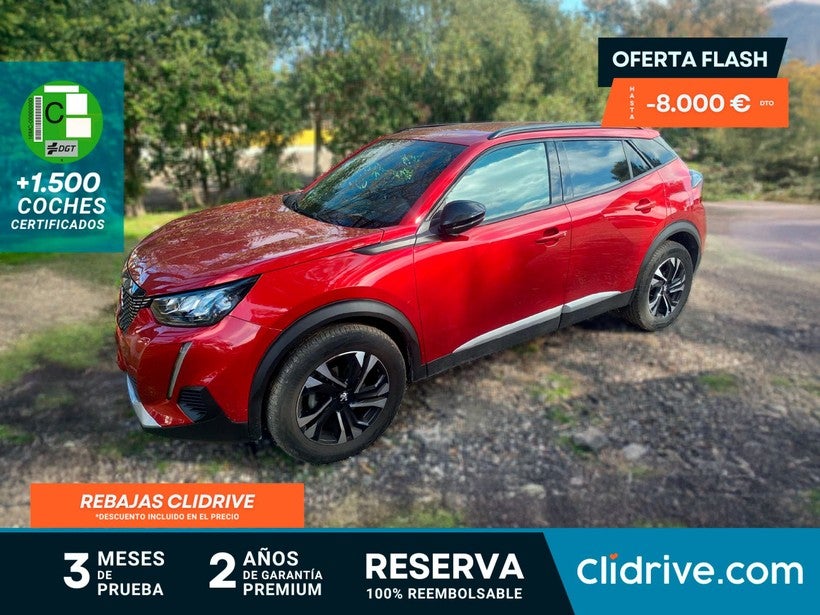 C
DGT
+1.500
COCHES
CERTIFICADOS
OFERTA FLASH
HASTA
-8.000 €
DTO
REBAJAS CLIDRIVE
*DESCUENTO INCLUIDO EN EL PRECIO
3 MESES
DE
PRUEBA
2 AÑOS
DE GARANTÍA
PREMIUM
RESERVA
100% REEMBOLSABLE
Clidrive.com